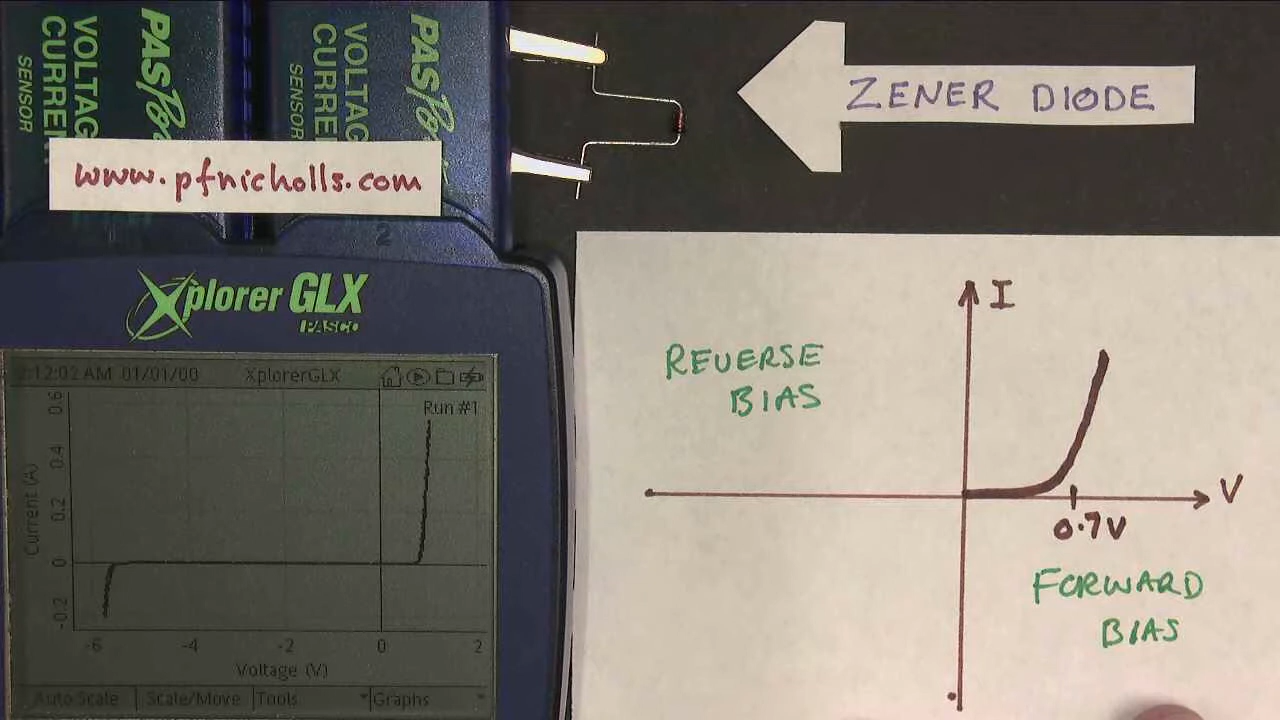 PASPort
VOLTAGE
CURRENT
SENSOR
PASPort
VOLTAGE
CURRENT
SENSOR
ZENER DIODE
www.pfnicholls.com
2
Xplorer GLX
PASCO
:12:02 AM 01/01/00 XplorerGLX
Run #1
0.6
0.4
0.2
0
-0.2
Current (A)
-6 -4 -2 0 2
Voltage (V)
Auto Scale Scale/Move Tools Graphs
I
REVERSE
BIAS
V
0.7V
FORWARD
BIAS